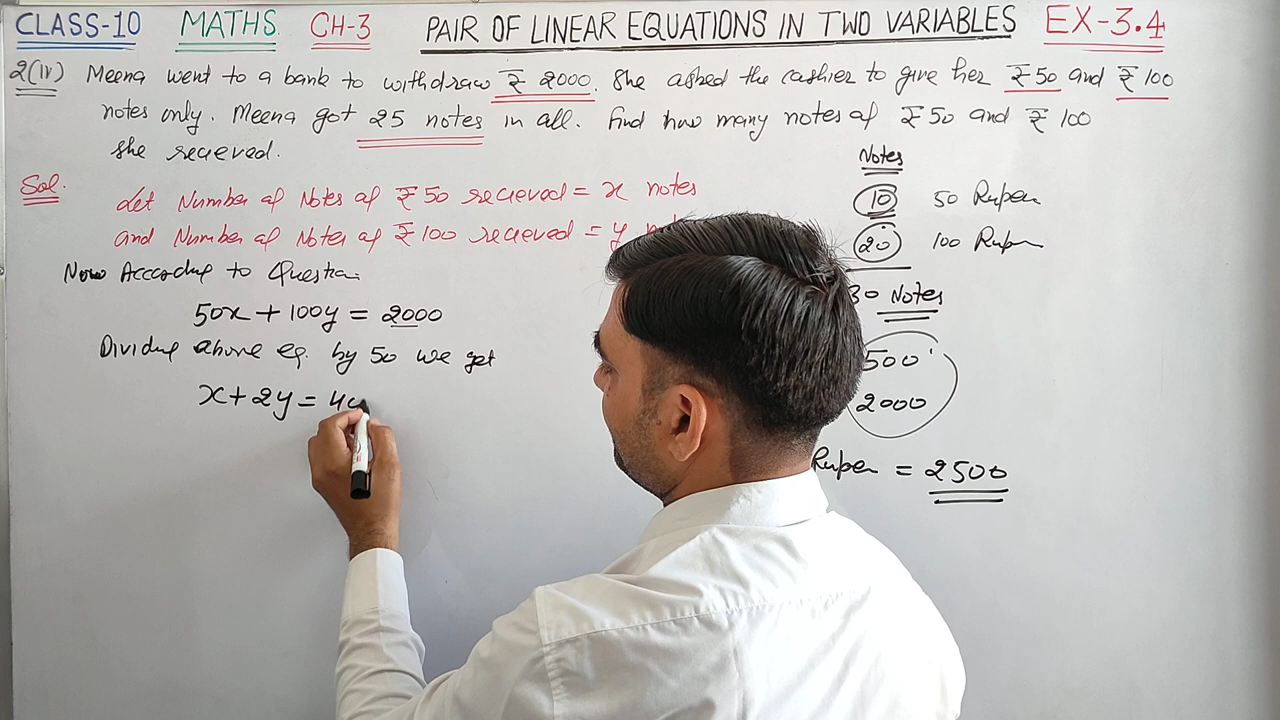 CLASS-10 MATHS CH-3 PAIR OF LINEAR EQUATIONS IN TWO VARIABLES EX-3.4
2(iv) Meena went to a bank to withdraw ₹ 2000. She asked the cashier to give her ₹ 50 and ₹ 100
notes only. Meena got 25 notes in all. Find how many notes of ₹ 50 and ₹ 100
she recieved.
Sol. Let Number of Notes of ₹ 50 recieved = x notes
and Number of Notes of ₹ 100 recieved = y
Now According to Question
50x + 100y = 2000
Dividing above eq. by 50 we get
x + 2y = 40
Notes
10 50 Rupees
20 100 Rupees
30 Notes
500
2000
Rupees = 2500